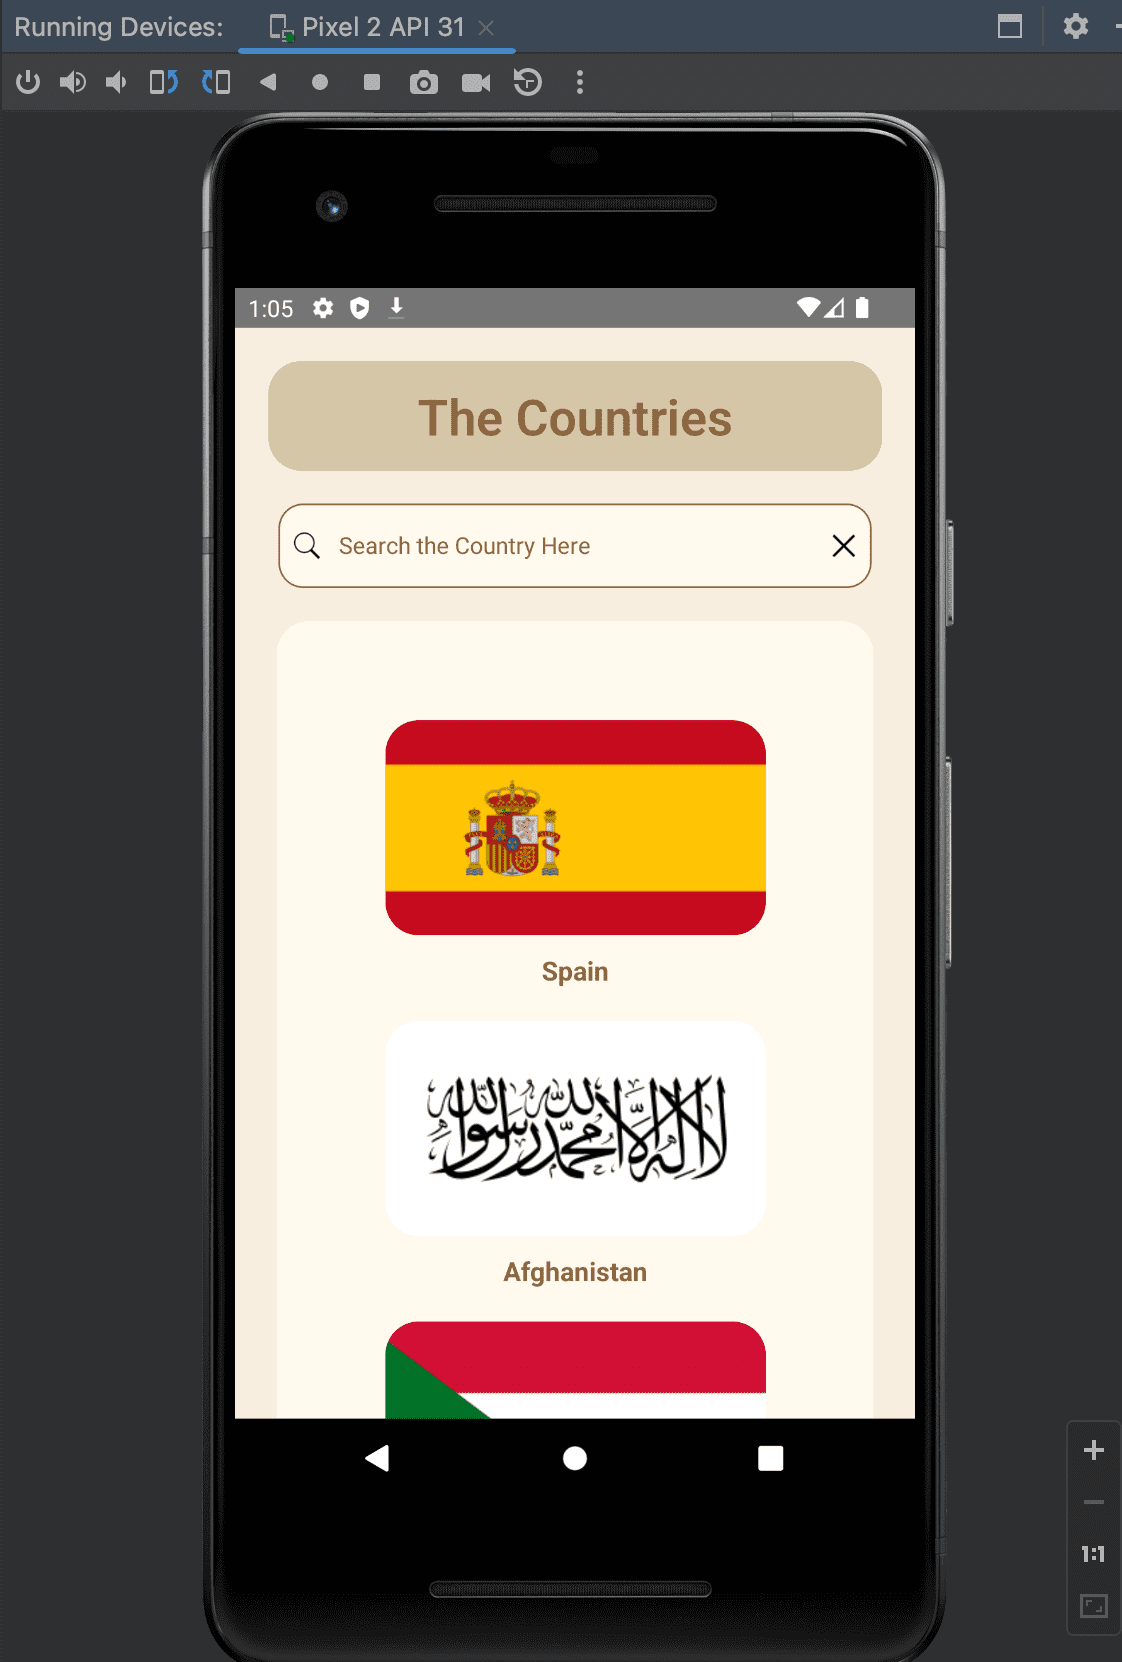 Running Devices: Pixel 2 API 31
1:05
The Countries
Search the Country Here
Spain
لا إله إلا الله محمد رسول الله
Afghanistan
1:1